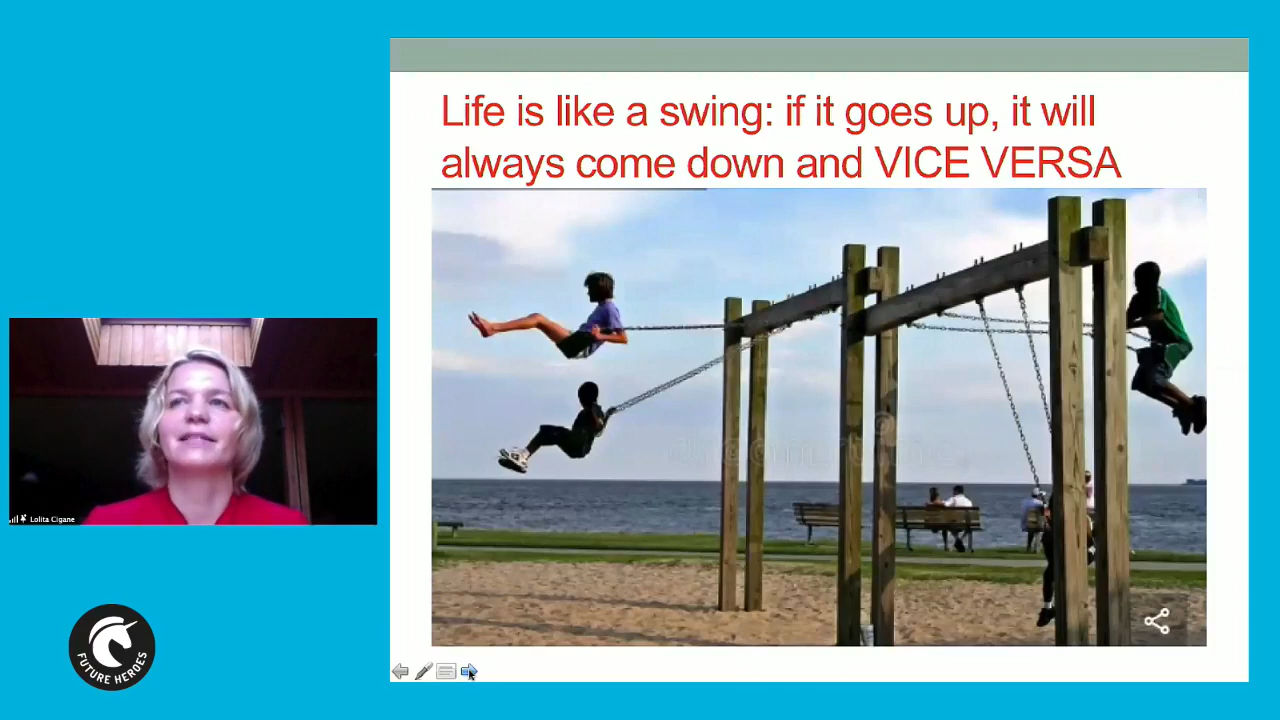 Life is like a swing: if it goes up, it will
always come down and VICE VERSA
Lolita Cigane
FUTURE HEROES